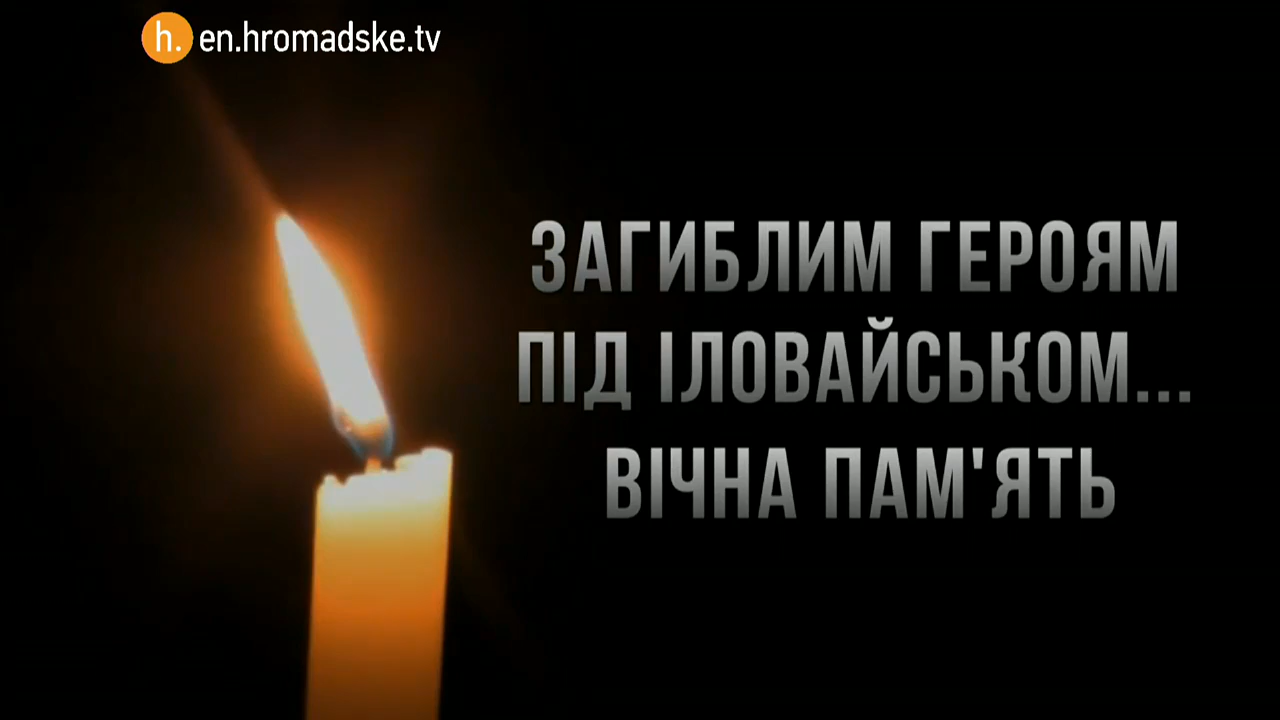 h. en.hromadske.tv
ЗАГИБЛИМ ГЕРОЯМ
ПІД ІЛОВАЙСЬКОМ...
ВІЧНА ПАМ'ЯТЬ